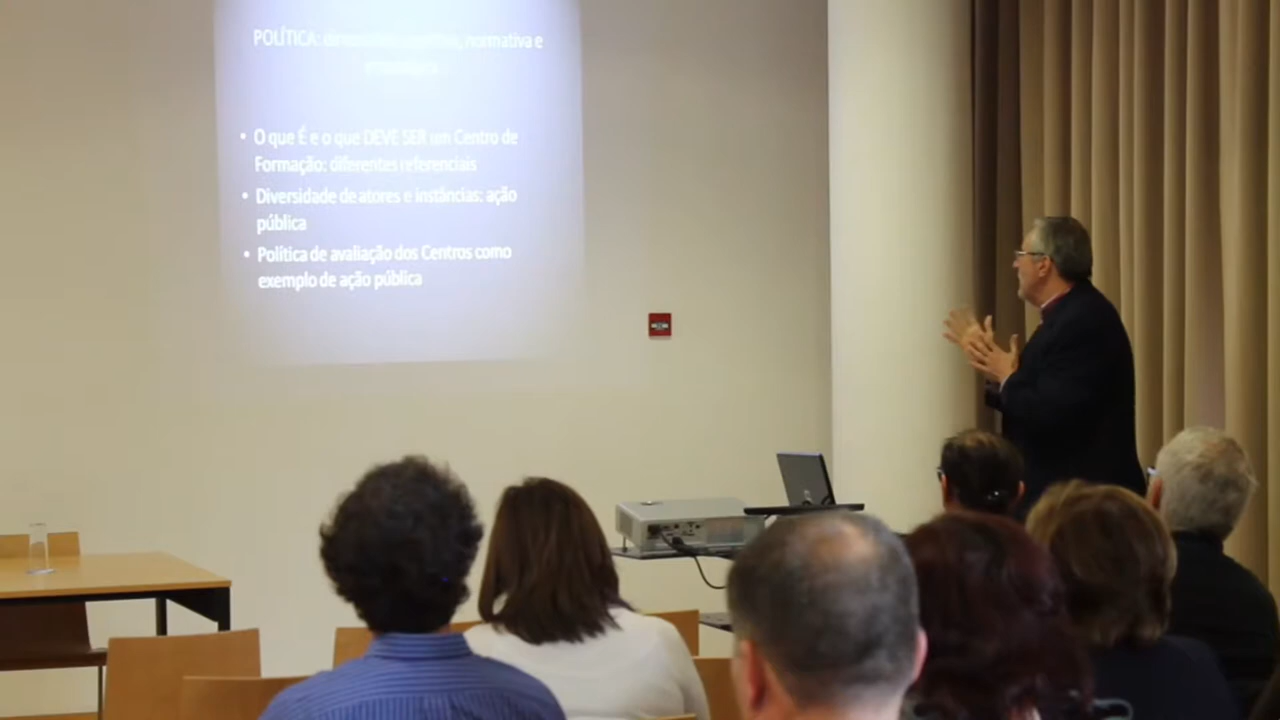 POLÍTICA: normativa e
• O que É e o que DEVE SER um Centro de
Formação: diferentes referenciais
• Diversidade de atores e instâncias: ação
pública
• Política de avaliação dos Centros como
exemplo de ação pública